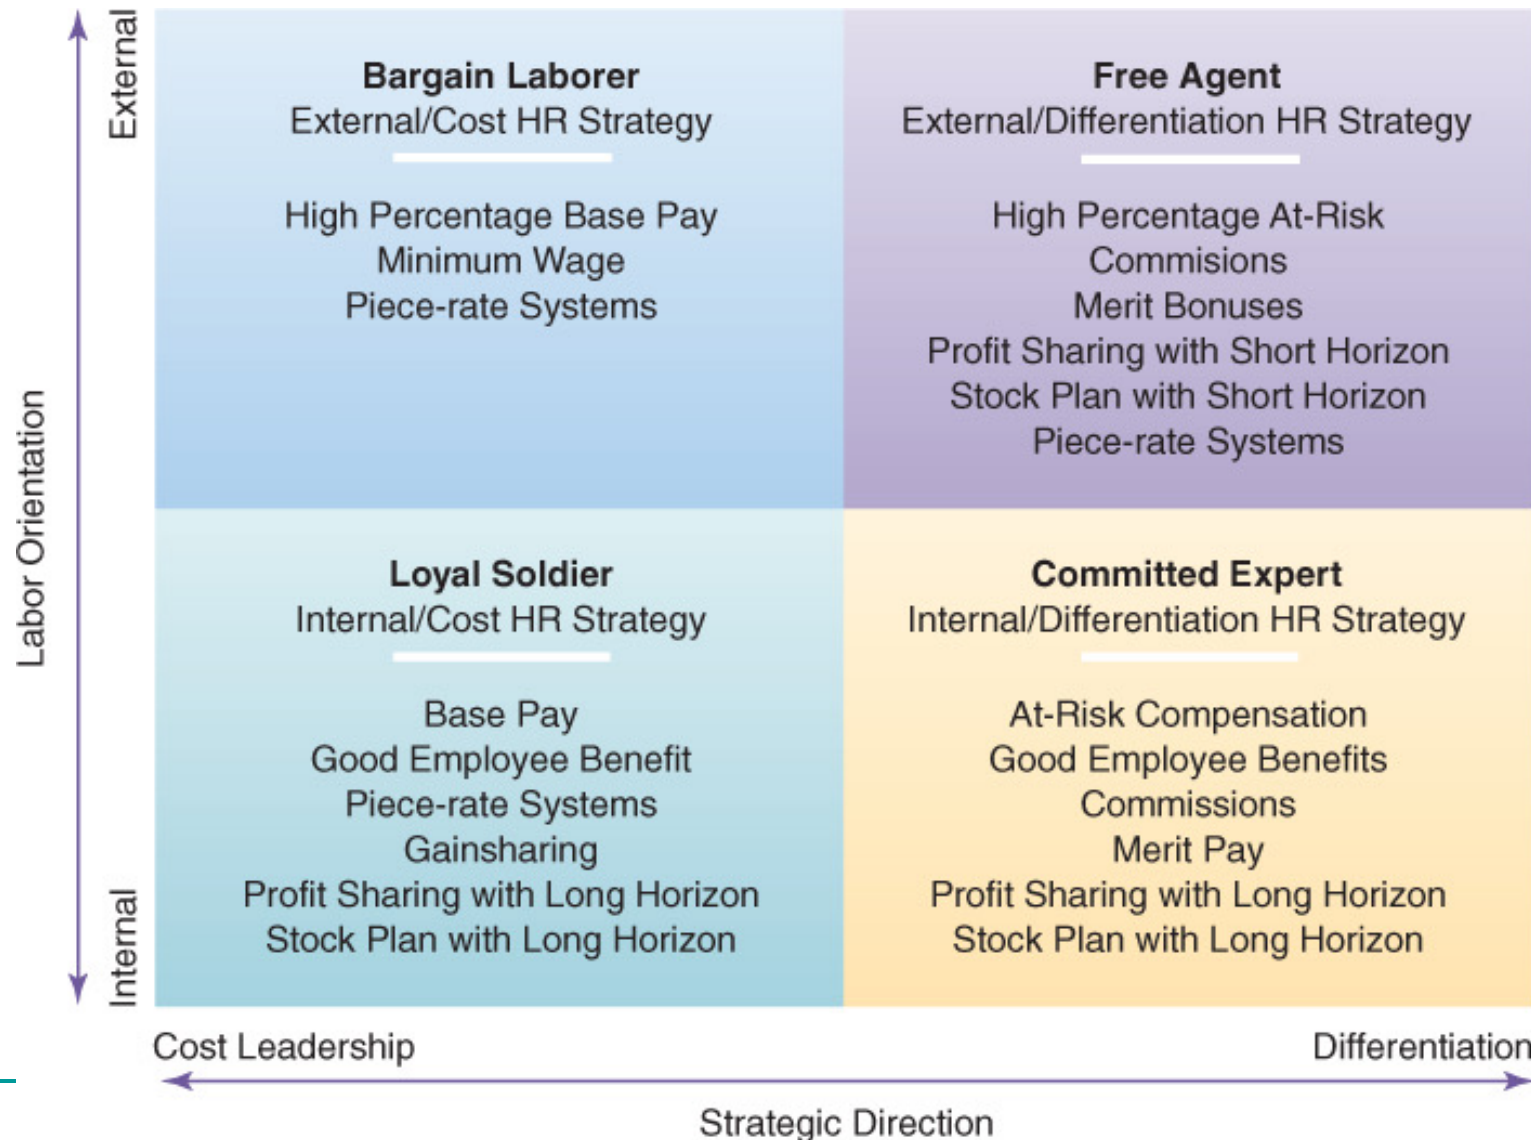 External
Bargain Laborer
External/Cost HR Strategy
High Percentage Base Pay
Minimum Wage
Piece-rate Systems
Free Agent
External/Differentiation HR Strategy
High Percentage At-Risk
Commisions
Merit Bonuses
Profit Sharing with Short Horizon
Stock Plan with Short Horizon
Piece-rate Systems
Labor Orientation
Loyal Soldier
Internal/Cost HR Strategy
Base Pay
Good Employee Benefit
Piece-rate Systems
Gainsharing
Profit Sharing with Long Horizon
Stock Plan with Long Horizon
Committed Expert
Internal/Differentiation HR Strategy
At-Risk Compensation
Good Employee Benefits
Commissions
Merit Pay
Profit Sharing with Long Horizon
Stock Plan with Long Horizon
Internal
Cost Leadership
Differentiation
Strategic Direction